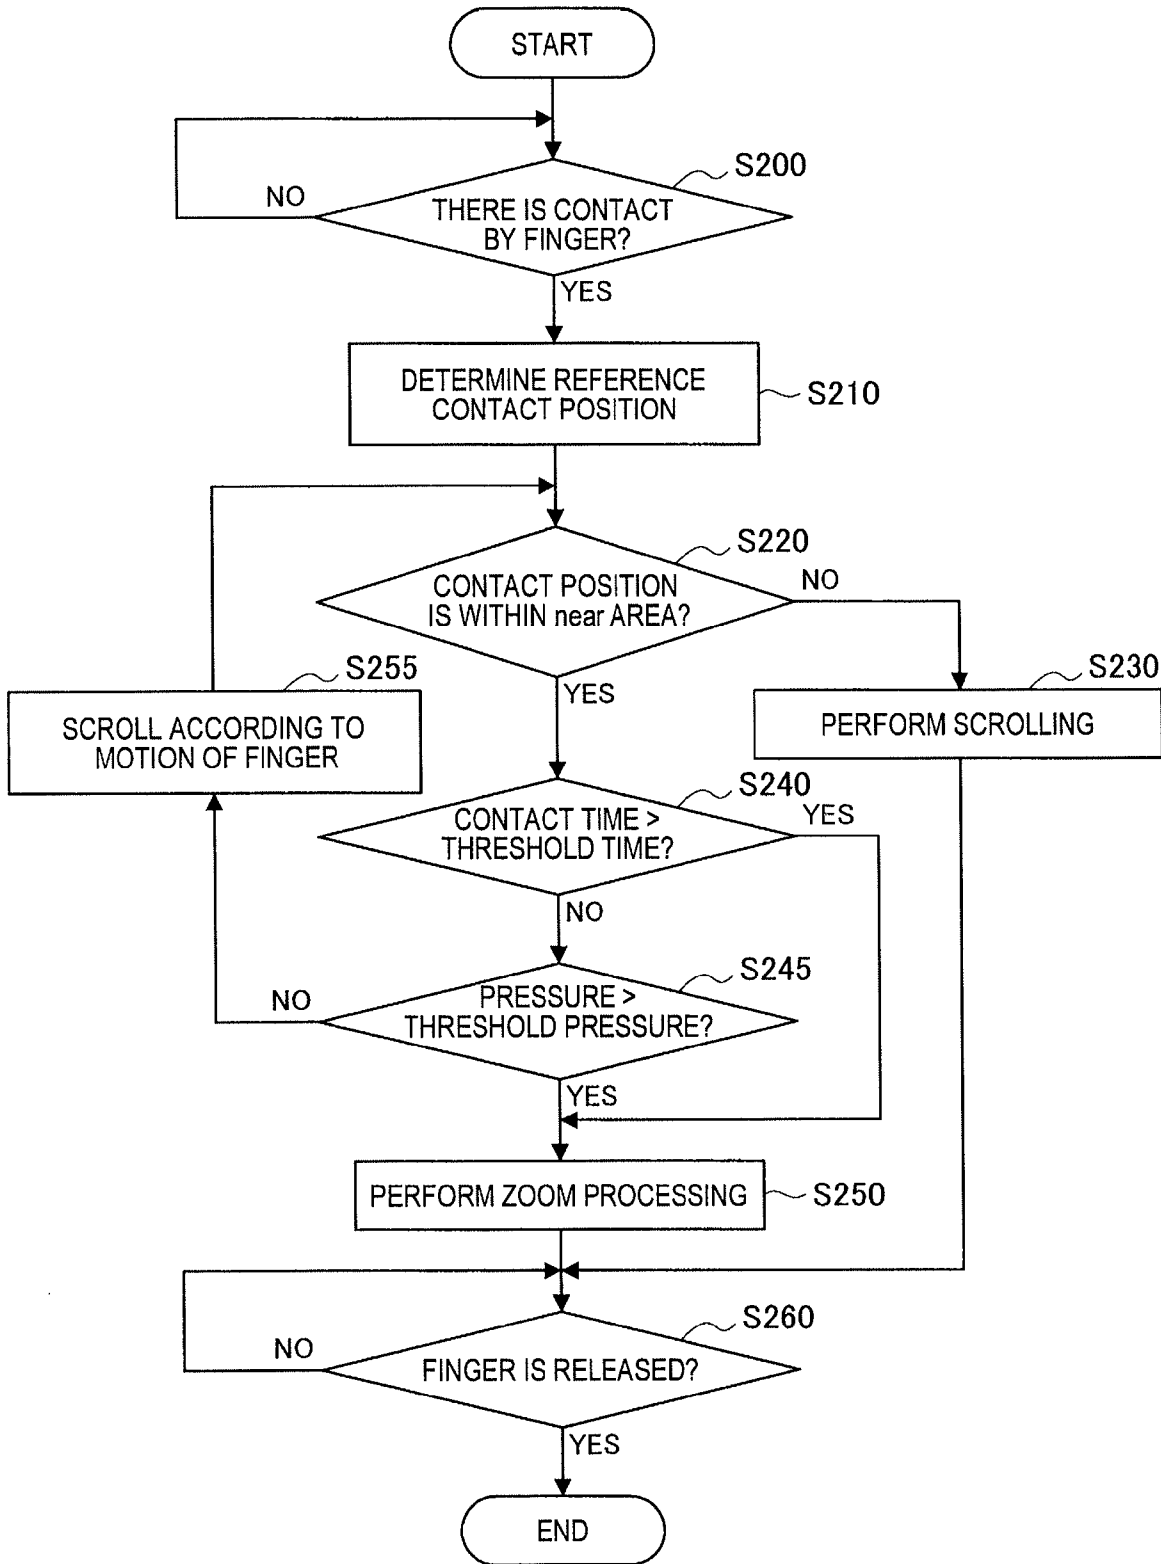 START
S200
NO
THERE IS CONTACT
BY FINGER?
YES
DETERMINE REFERENCE
CONTACT POSITION
S210
S220
CONTACT POSITION
IS WITHIN near AREA?
NO
YES
S255
SCROLL ACCORDING TO
MOTION OF FINGER
S230
PERFORM SCROLLING
S240
CONTACT TIME >
THRESHOLD TIME?
YES
NO
S245
NO
PRESSURE >
THRESHOLD PRESSURE?
YES
PERFORM ZOOM PROCESSING
S250
S260
NO
FINGER IS RELEASED?
YES
END